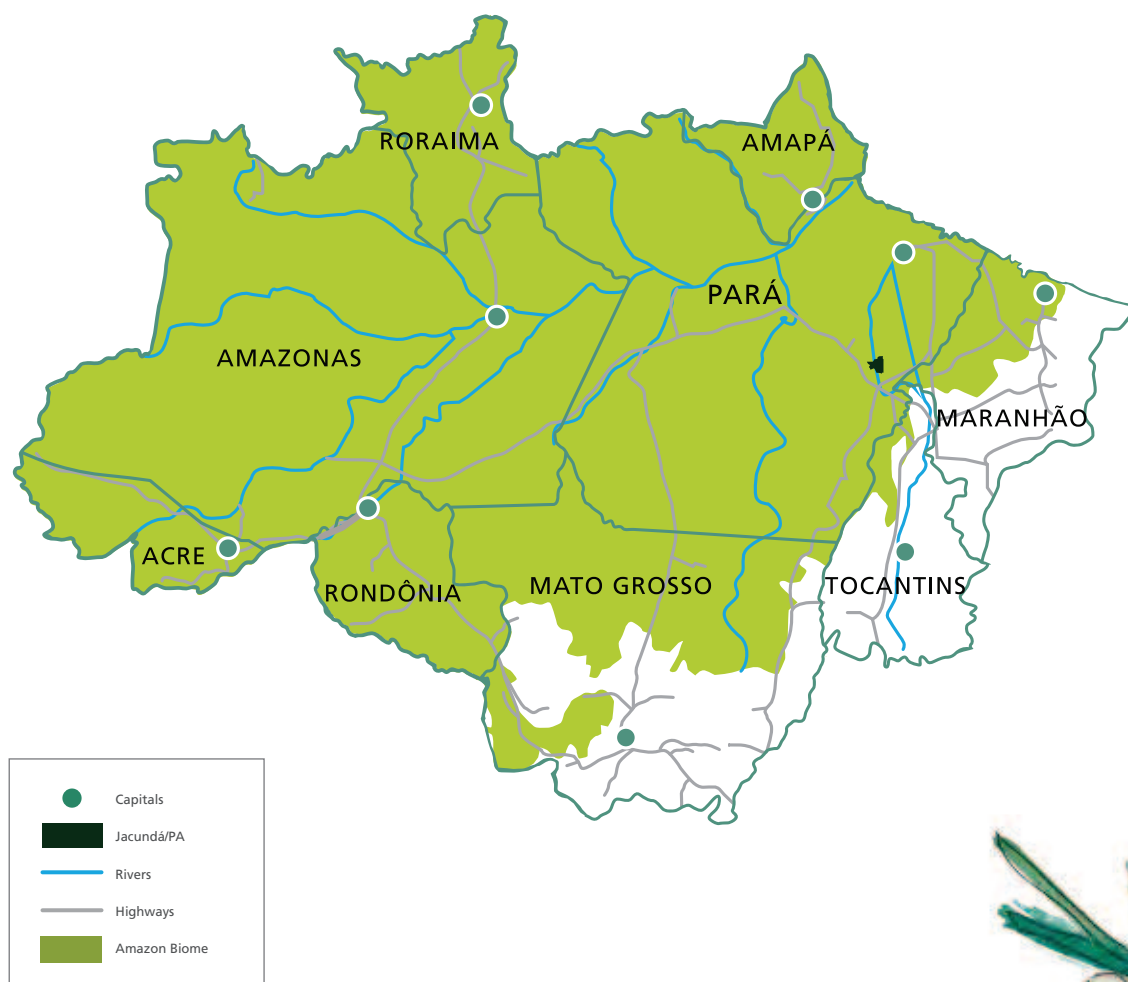 RORAIMA
AMAPÁ
PARÁ
AMAZONAS
MARANHÃO
ACRE
RONDÔNIA
MATO GROSSO
TOCANTINS
Capitals
Jacundá/PA
Rivers
Highways
Amazon Biome